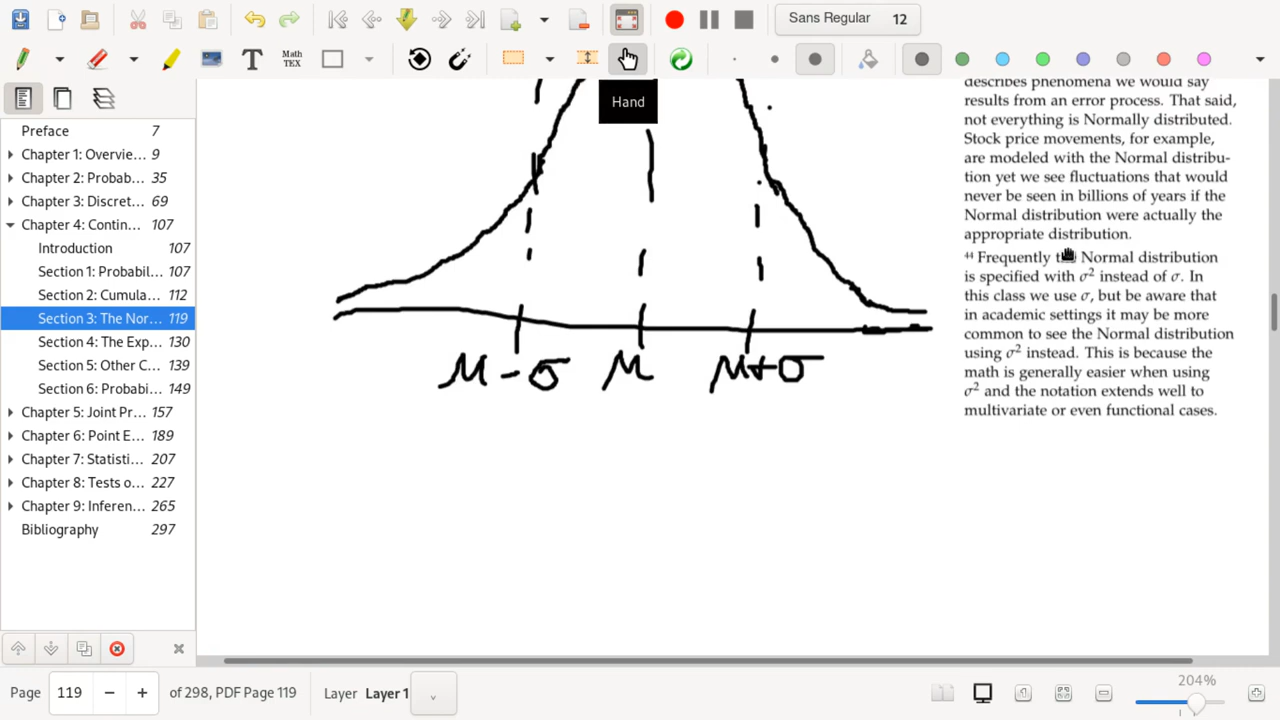 Sans Regular 12
Math
TEX
Hand
Preface 7
Chapter 1: Overvie... 9
Chapter 2: Probab... 35
Chapter 3: Discret... 69
Chapter 4: Contin... 107
Introduction 107
Section 1: Probabil... 107
Section 2: Cumula... 112
Section 3: The Nor... 119
Section 4: The Exp... 130
Section 5: Other C... 139
Section 6: Probabi... 149
Chapter 5: Joint Pr... 157
Chapter 6: Point E... 189
Chapter 7: Statisti... 207
Chapter 8: Tests o... 227
Chapter 9: Inferen... 265
Bibliography 297
μ - σ μ μ+σ
describes phenomena we would say
results from an error process. That said,
not everything is Normally distributed.
Stock price movements, for example,
are modeled with the Normal distribu-
tion yet we see fluctuations that would
never be seen in billions of years if the
Normal distribution were actually the
appropriate distribution.
44 Frequently the Normal distribution
is specified with σ² instead of σ. In
this class we use σ, but be aware that
in academic settings it may be more
common to see the Normal distribution
using σ² instead. This is because the
math is generally easier when using
σ² and the notation extends well to
multivariate or even functional cases.
Page 119 of 298, PDF Page 119 Layer Layer 1
204%